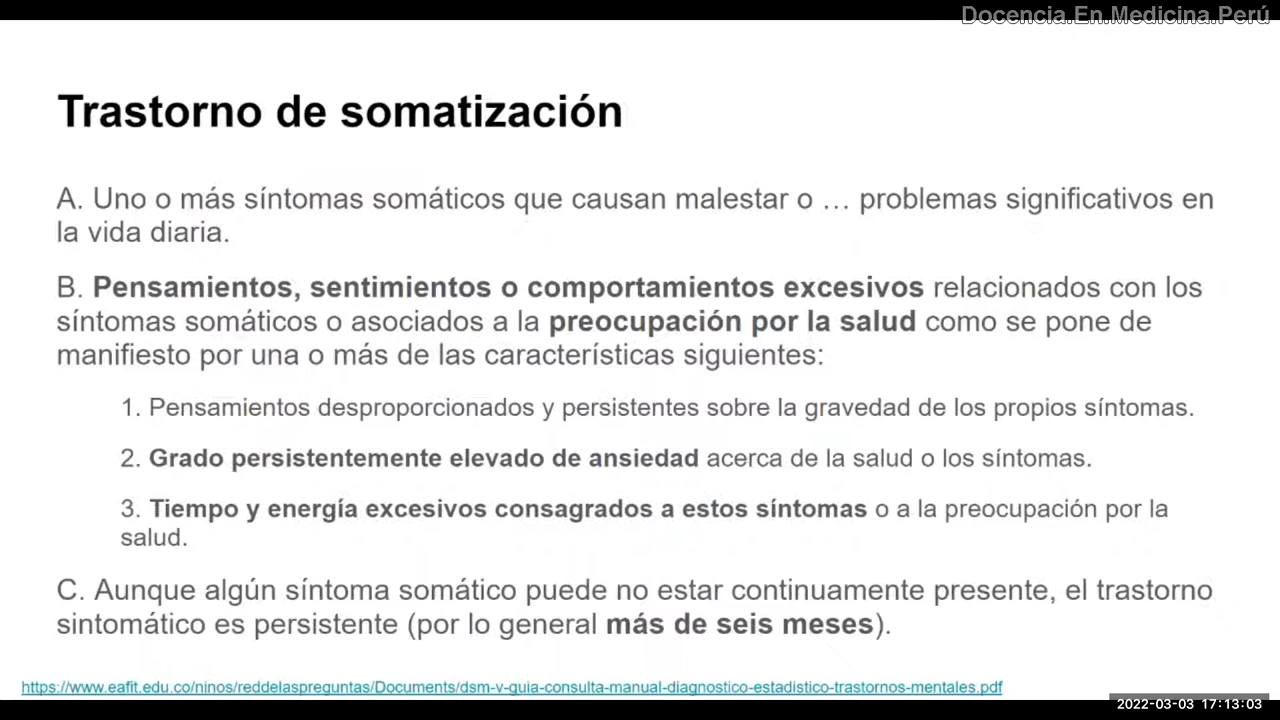 Docencia.En.Medicina.Perú
Trastorno de somatización
A. Uno o más síntomas somáticos que causan malestar o … problemas significativos en
la vida diaria.
B. Pensamientos, sentimientos o comportamientos excesivos relacionados con los
síntomas somáticos o asociados a la preocupación por la salud como se pone de
manifiesto por una o más de las características siguientes:
1. Pensamientos desproporcionados y persistentes sobre la gravedad de los propios síntomas.
2. Grado persistentemente elevado de ansiedad acerca de la salud o los síntomas.
3. Tiempo y energía excesivos consagrados a estos síntomas o a la preocupación por la
salud.
C. Aunque algún síntoma somático puede no estar continuamente presente, el trastorno
sintomático es persistente (por lo general más de seis meses).
https://www.eafit.edu.co/ninos/reddelaspreguntas/Documents/dsm-v-guia-consulta-manual-diagnostico-estadistico-trastornos-mentales.pdf
2022-03-03 17:13:03